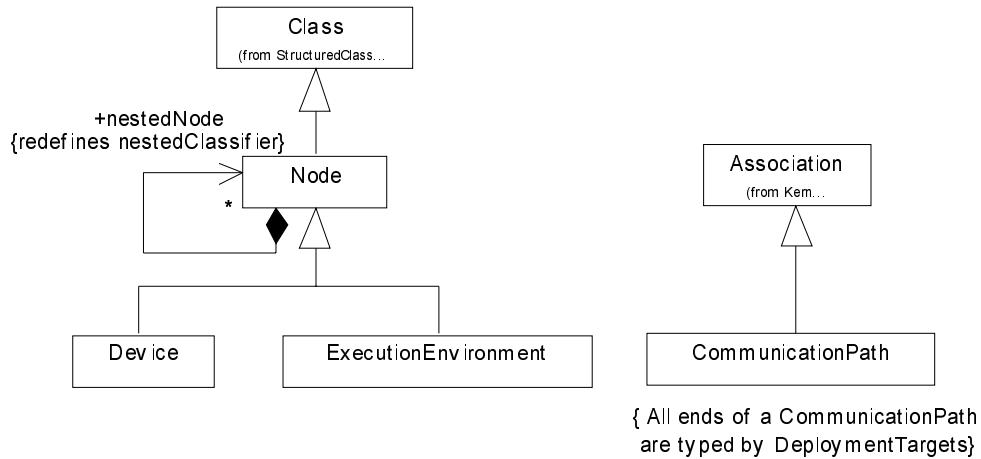 Class
(from StructuredClass...
+nestedNode
{redefines nestedClassifier}
Node
*
Device
ExecutionEnvironment
Association
(from Kern...
CommunicationPath
{ All ends of a CommunicationPath
are typed by DeploymentTargets}